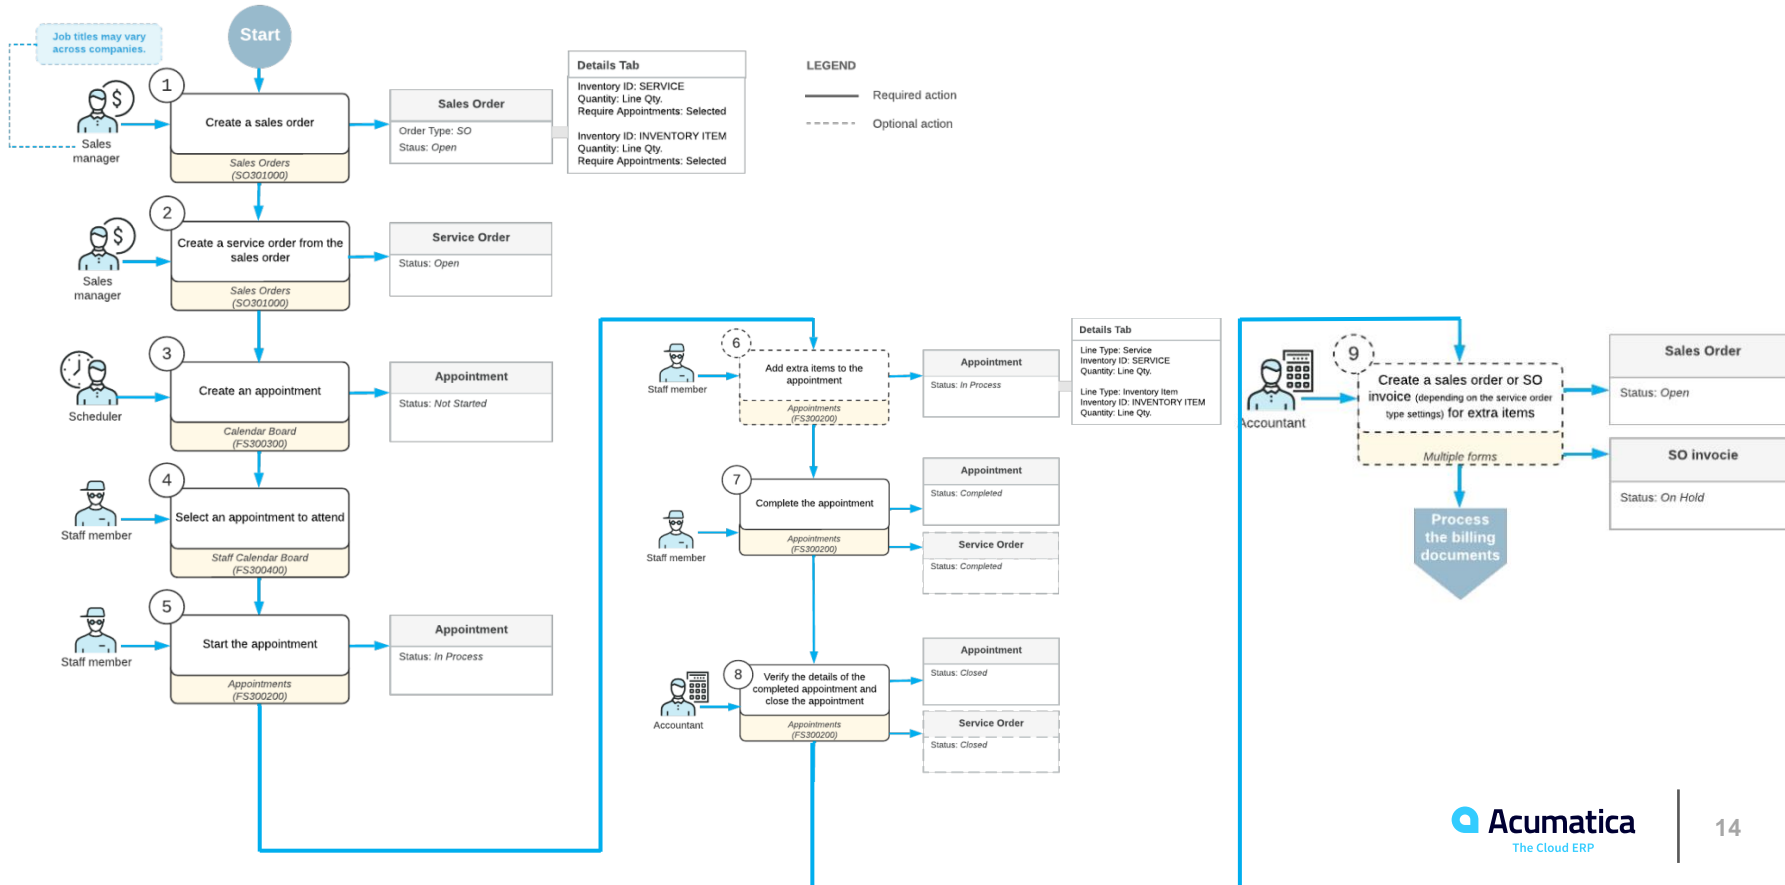 Job titles may vary
across companies.
Start
1
Create a sales order
Sales Orders
(SO301000)
Sales
manager
Sales Order
Order Type: SO
Staus: Open
Details Tab
Inventory ID: SERVICE
Quantity: Line Qty.
Require Appointments: Selected
Inventory ID: INVENTORY ITEM
Quantity: Line Qty.
Require Appointments: Selected
LEGEND
Required action
Optional action
2
Create a service order from the
sales order
Sales Orders
(SO301000)
Sales
manager
Service Order
Status: Open
3
Create an appointment
Calendar Board
(FS300300)
Scheduler
Appointment
Status: Not Started
4
Select an appointment to attend
Staff Calendar Board
(FS300400)
Staff member
5
Start the appointment
Appointments
(FS300200)
Staff member
Appointment
Status: In Process
6
Add extra items to the
appointment
Appointments
(FS300200)
Staff member
Appointment
Status: In Process
Details Tab
Line Type: Service
Inventory ID: SERVICE
Quantity: Line Qty.
Line Type: Inventory Item
Inventory ID: INVENTORY ITEM
Quantity: Line Qty.
7
Complete the appointment
Appointments
(FS300200)
Staff member
Appointment
Status: Completed
Service Order
Status: Completed
8
Verify the details of the
completed appointment and
close the appointment
Appointments
(FS300200)
Accountant
Appointment
Status: Closed
Service Order
Status: Closed
9
Create a sales order or SO
invoice (depending on the service order
type settings) for extra items
Multiple forms
Accountant
Sales Order
Status: Open
SO invocie
Status: On Hold
Process
the billing
documents
Acumatica
The Cloud ERP
14